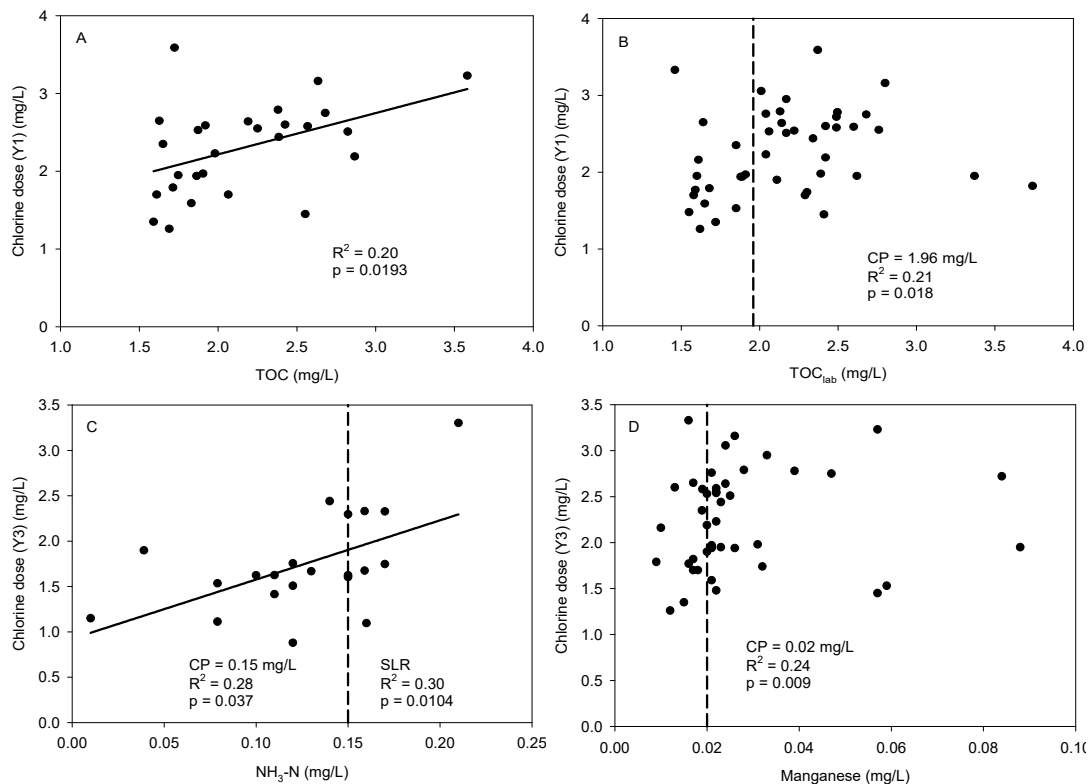 A
Chlorine dose (Y1) (mg/L)
4
3
2
1
0
R² = 0.20
p = 0.0193
1.0 1.5 2.0 2.5 3.0 3.5 4.0
TOC (mg/L)
B
Chlorine dose (Y1) (mg/L)
4
3
2
1
0
CP = 1.96 mg/L
R² = 0.21
p = 0.018
1.0 1.5 2.0 2.5 3.0 3.5 4.0
TOC_lab (mg/L)
C
Chlorine dose (Y3) (mg/L)
3.5
3.0
2.5
2.0
1.5
1.0
0.5
0.0
CP = 0.15 mg/L
R² = 0.28
p = 0.037
SLR
R² = 0.30
p = 0.0104
0.00 0.05 0.10 0.15 0.20 0.25
NH₃-N (mg/L)
D
Chlorine dose (Y3) (mg/L)
3.5
3.0
2.5
2.0
1.5
1.0
0.5
0.0
CP = 0.02 mg/L
R² = 0.24
p = 0.009
0.00 0.02 0.04 0.06 0.08 0.10
Manganese (mg/L)